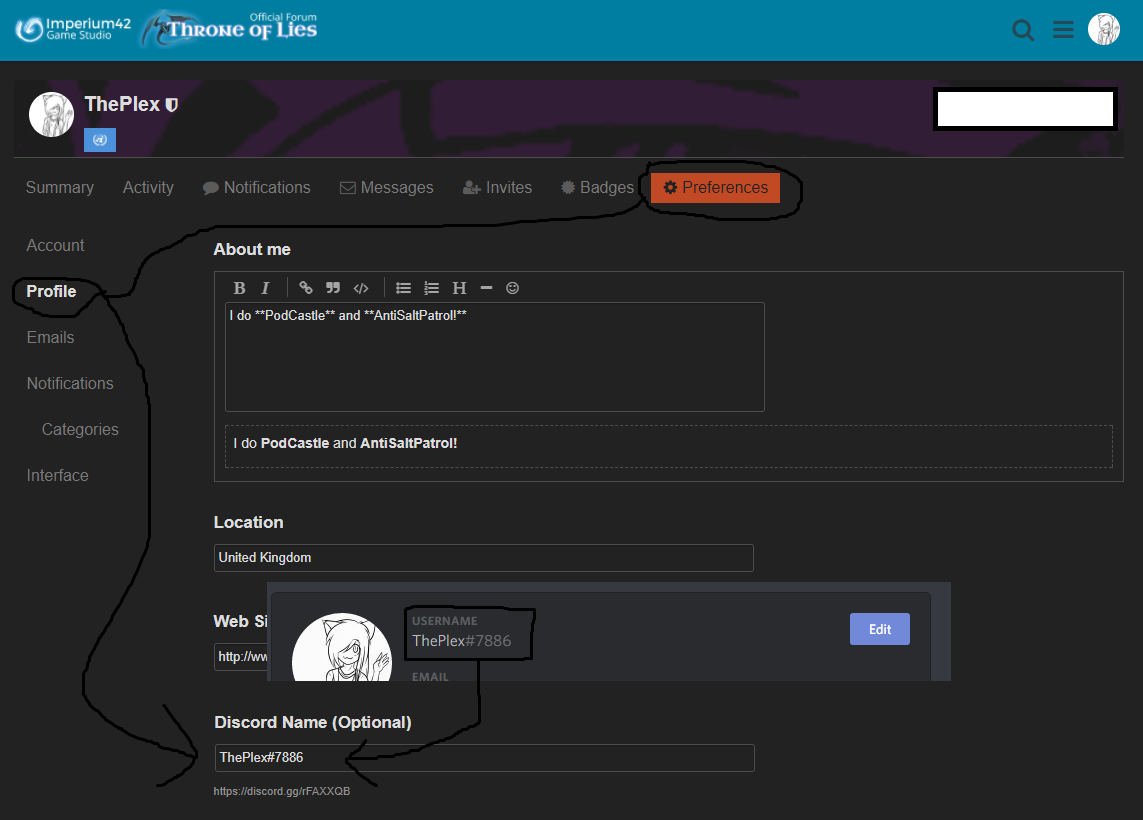 Imperium42
Game Studio
Official Forum
Throne of Lies
ThePlex
Summary Activity Notifications Messages Invites Badges Preferences
Account
Profile
Emails
Notifications
Categories
Interface
About me
B I H
I do **PodCastle** and **AntiSaltPatrol!**
I do PodCastle and AntiSaltPatrol!
Location
United Kingdom
Web Si
http://ww
USERNAME
ThePlex#7886
Edit
EMAIL
Discord Name (Optional)
ThePlex#7886
https://discord.gg/rFAXXQB